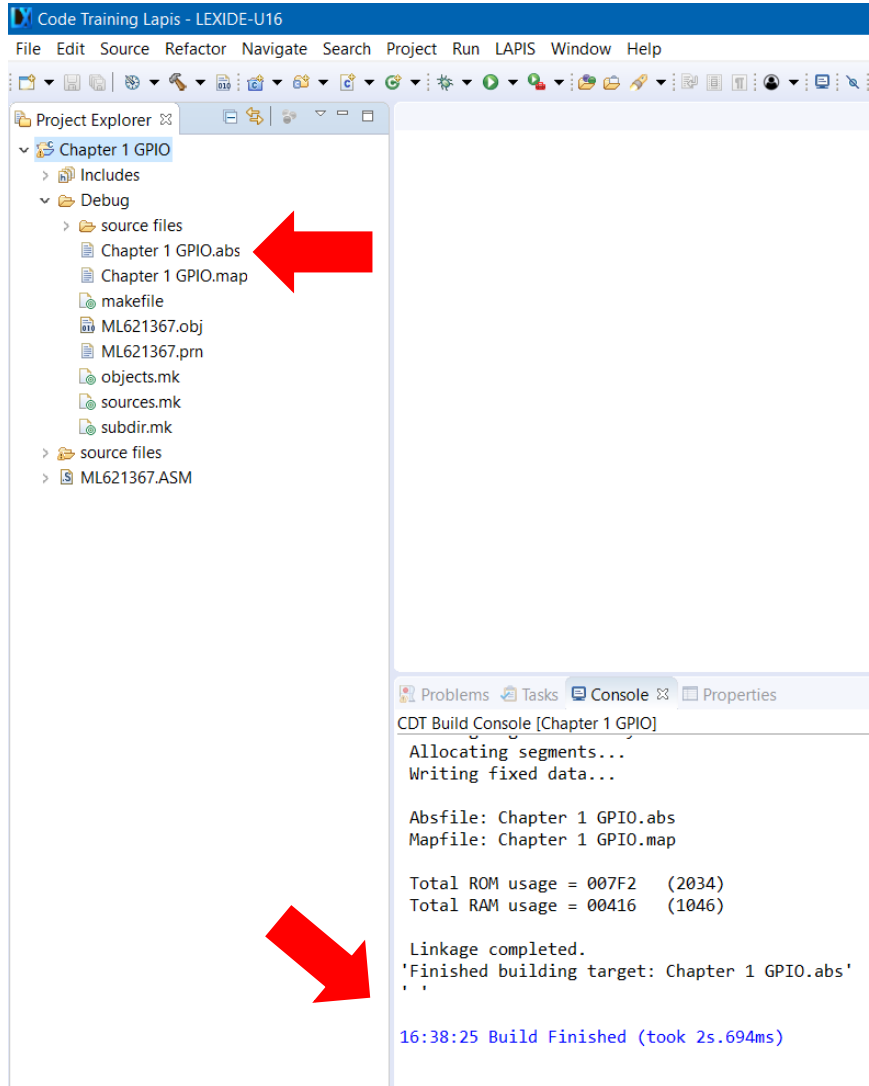 Code Training Lapis - LEXIDE-U16
File Edit Source Refactor Navigate Search Project Run LAPIS Window Help
Project Explorer
Chapter 1 GPIO
Includes
Debug
source files
Chapter 1 GPIO.abs
Chapter 1 GPIO.map
makefile
ML621367.obj
ML621367.prn
objects.mk
sources.mk
subdir.mk
source files
ML621367.ASM
Problems Tasks Console Properties
CDT Build Console [Chapter 1 GPIO]
Allocating segments...
Writing fixed data...
Absfile: Chapter 1 GPIO.abs
Mapfile: Chapter 1 GPIO.map
Total ROM usage = 007F2 (2034)
Total RAM usage = 00416 (1046)
Linkage completed.
'Finished building target: Chapter 1 GPIO.abs'
' '
16:38:25 Build Finished (took 2s.694ms)